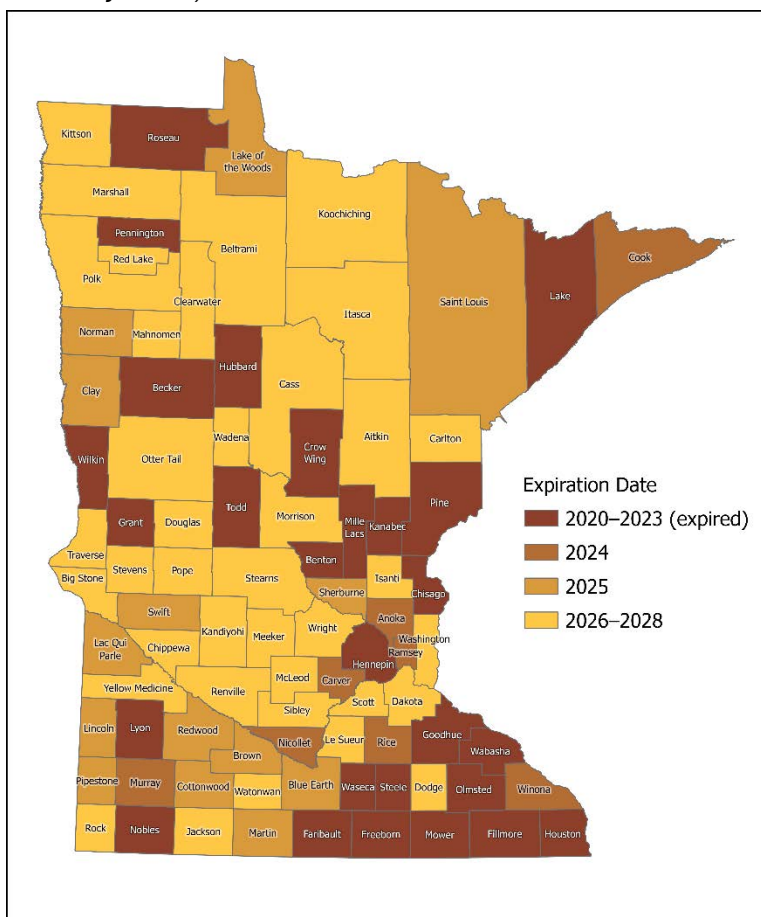 Kittson
Roseau
Lake of
the Woods
Marshall
Koochiching
Pennington
Red Lake
Beltrami
Polk
Clearwater
Cook
Saint Louis
Lake
Itasca
Norman
Mahnomen
Hubbard
Becker
Clay
Cass
Wadena
Aitkin
Carlton
Crow
Wing
Wilkin
Otter Tail
Expiration Date
2020–2023 (expired)
2024
2025
2026–2028
Pine
Todd
Morrison
Mille
Lacs
Kanabec
Grant
Douglas
Traverse
Benton
Stevens
Pope
Stearns
Isanti
Big Stone
Sherburne
Chisago
Swift
Anoka
Kandiyohi
Meeker
Wright
Washington
Lac Qui
Parle
Chippewa
Ramsey
Hennepin
McLeod
Carver
Yellow Medicine
Renville
Scott
Dakota
Sibley
Lincoln
Lyon
Redwood
Nicollet
Le Sueur
Rice
Goodhue
Wabasha
Brown
Pipestone
Murray
Cottonwood
Watonwan
Blue Earth
Waseca
Steele
Dodge
Olmsted
Winona
Rock
Nobles
Jackson
Martin
Faribault
Freeborn
Mower
Fillmore
Houston